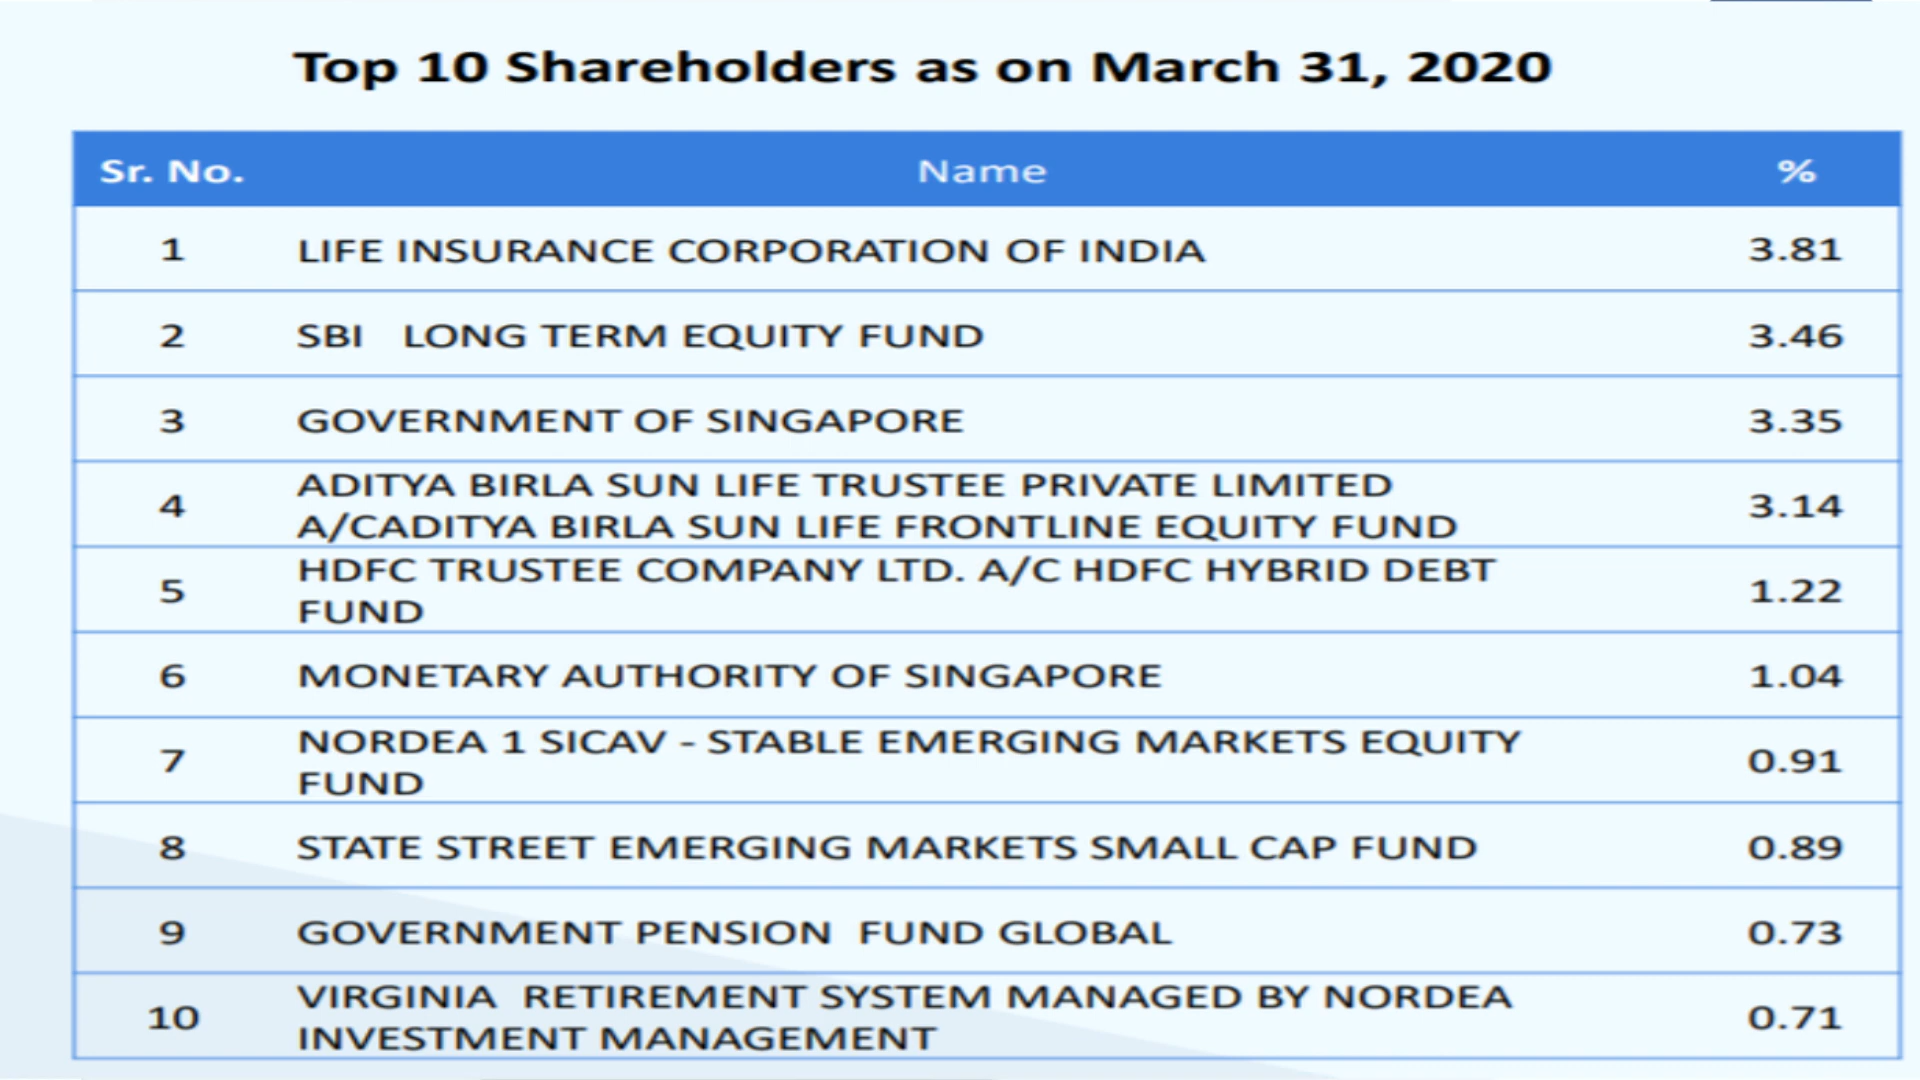 Top 10 Shareholders as on March 31, 2020
Sr. No. Name %
1 LIFE INSURANCE CORPORATION OF INDIA 3.81
2 SBI LONG TERM EQUITY FUND 3.46
3 GOVERNMENT OF SINGAPORE 3.35
4 ADITYA BIRLA SUN LIFE TRUSTEE PRIVATE LIMITED
A/CADITYA BIRLA SUN LIFE FRONTLINE EQUITY FUND 3.14
5 HDFC TRUSTEE COMPANY LTD. A/C HDFC HYBRID DEBT
FUND 1.22
6 MONETARY AUTHORITY OF SINGAPORE 1.04
7 NORDEA 1 SICAV - STABLE EMERGING MARKETS EQUITY
FUND 0.91
8 STATE STREET EMERGING MARKETS SMALL CAP FUND 0.89
9 GOVERNMENT PENSION FUND GLOBAL 0.73
10 VIRGINIA RETIREMENT SYSTEM MANAGED BY NORDEA
INVESTMENT MANAGEMENT 0.71